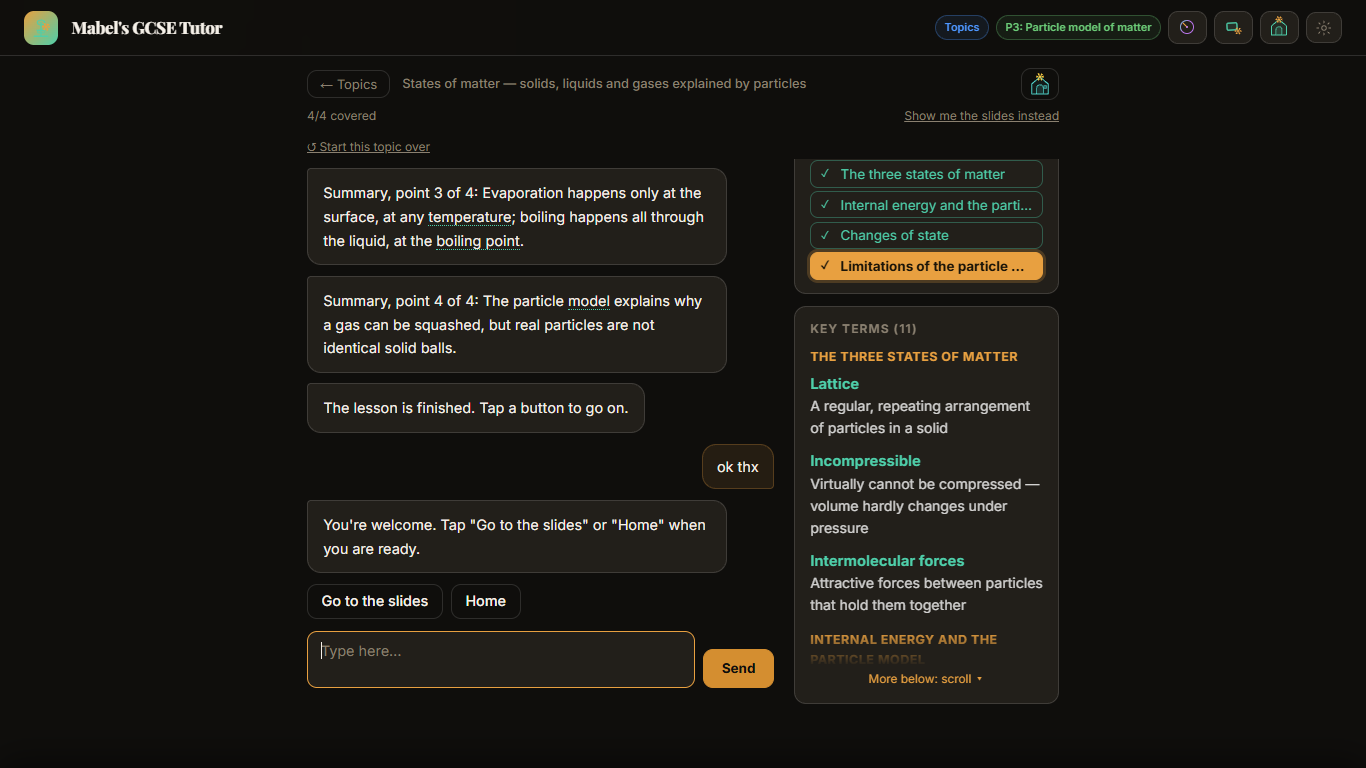 Mabel's GCSE Tutor
Topics
P3: Particle model of matter
← Topics
States of matter — solids, liquids and gases explained by particles
4/4 covered
Show me the slides instead
↺ Start this topic over
Summary, point 3 of 4: Evaporation happens only at the
surface, at any temperature; boiling happens all through
the liquid, at the boiling point.
Summary, point 4 of 4: The particle model explains why
a gas can be squashed, but real particles are not
identical solid balls.
The lesson is finished. Tap a button to go on.
ok thx
You're welcome. Tap "Go to the slides" or "Home" when
you are ready.
Go to the slides
Home
Type here...
Send
✓ The three states of matter
✓ Internal energy and the parti...
✓ Changes of state
✓ Limitations of the particle ...
KEY TERMS (11)
THE THREE STATES OF MATTER
Lattice
A regular, repeating arrangement
of particles in a solid
Incompressible
Virtually cannot be compressed —
volume hardly changes under
pressure
Intermolecular forces
Attractive forces between particles
that hold them together
INTERNAL ENERGY AND THE
PARTICLE MODEL
More below: scroll ▾